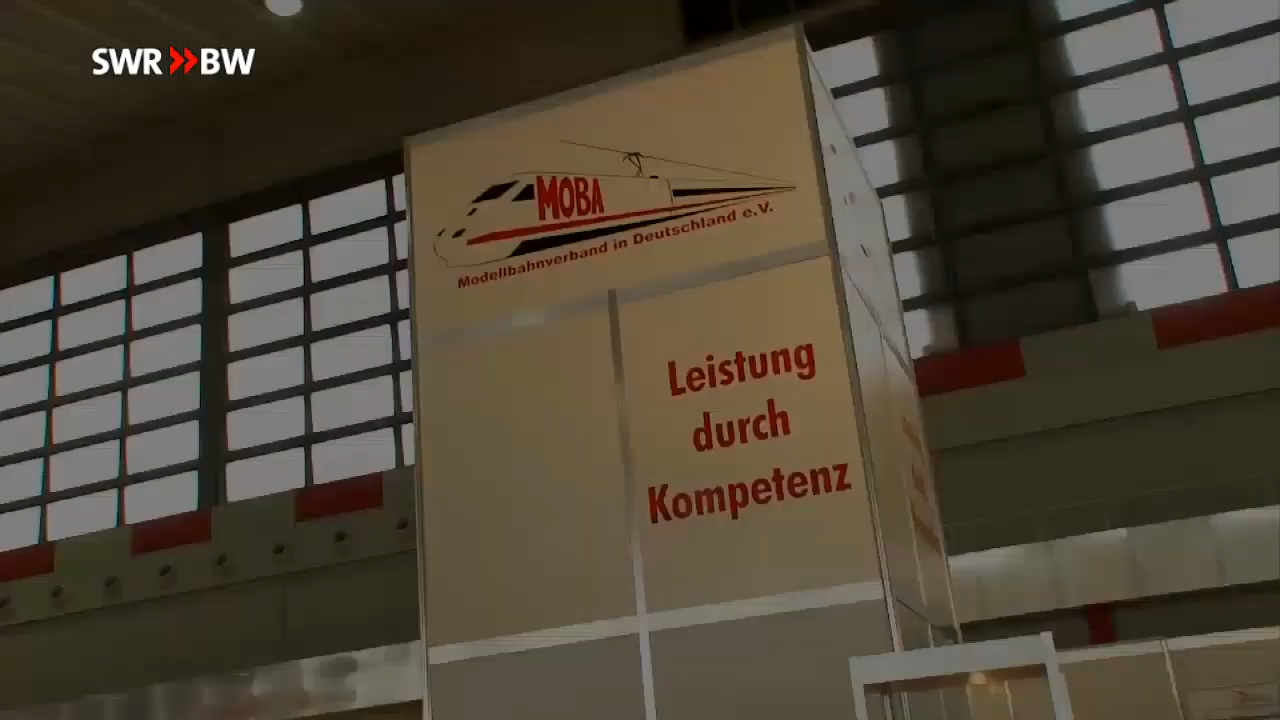 SWR»BW
MOBA
Modellbahnverband in Deutschland e.V.
Leistung
durch
Kompetenz